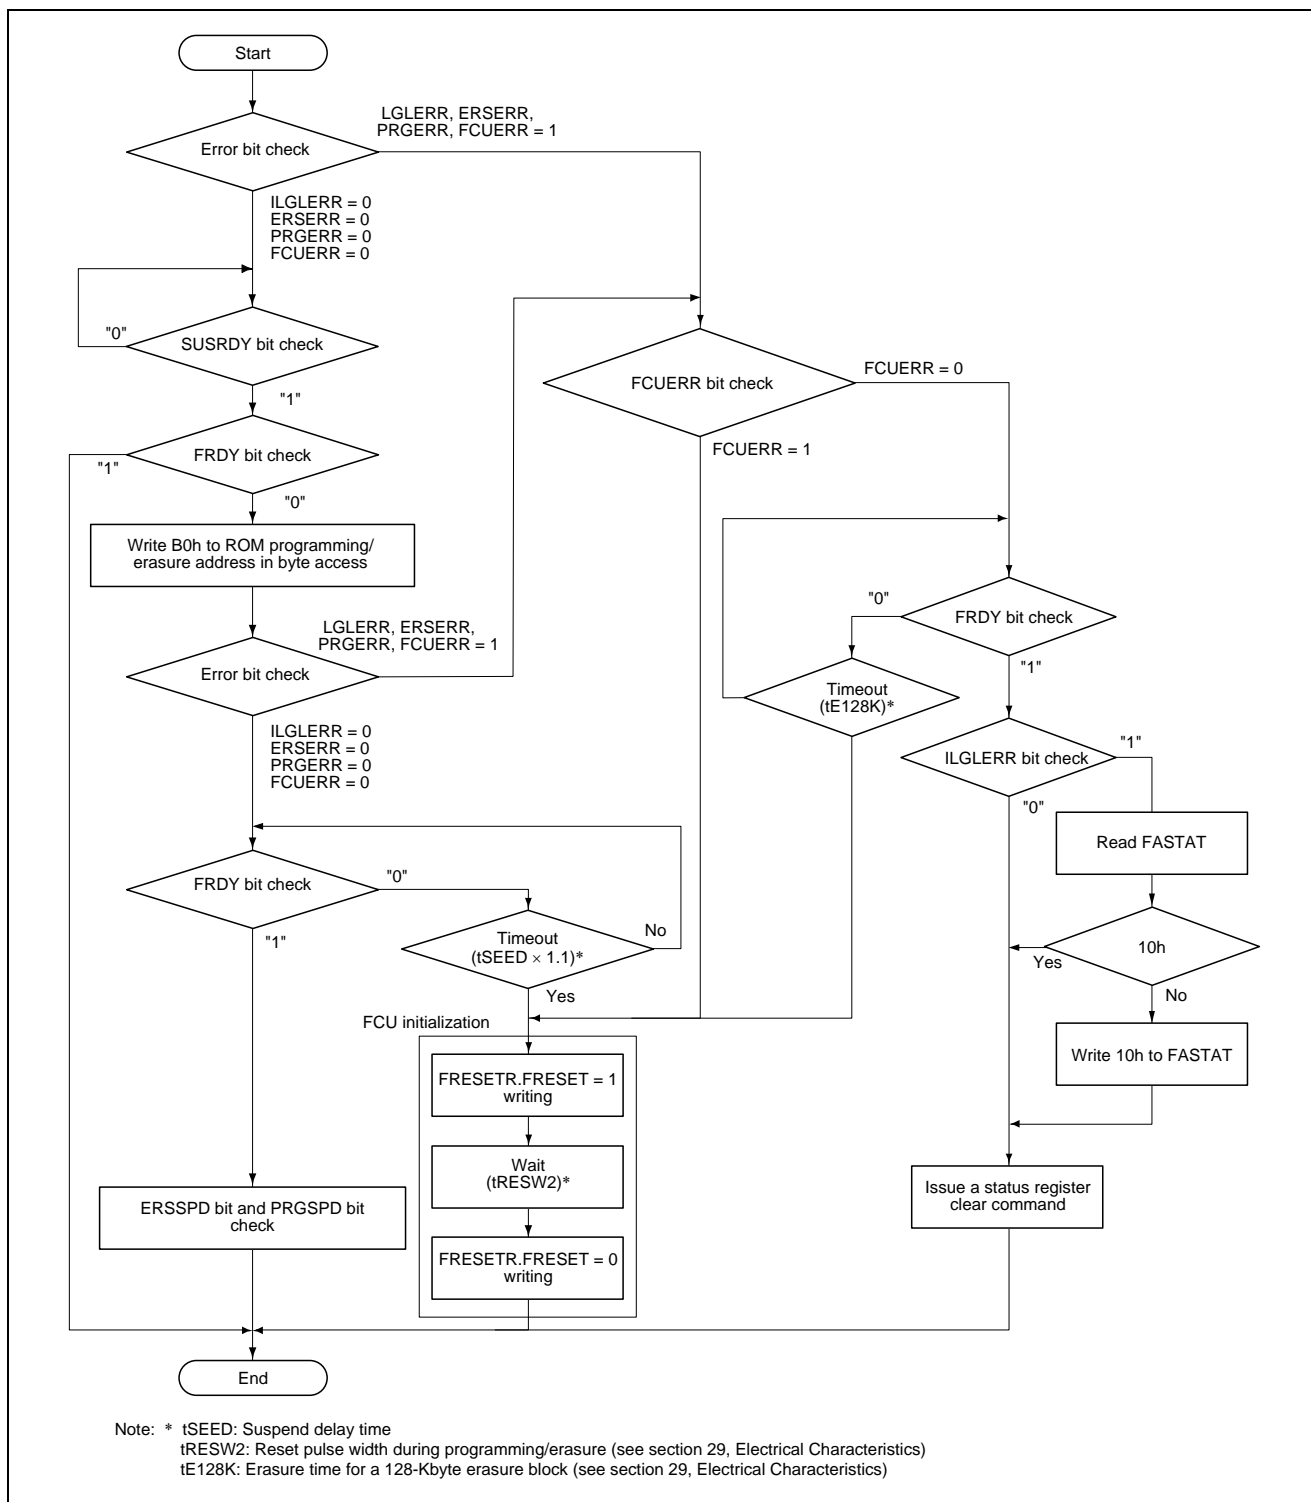 Start
LGLERR, ERSERR,
PRGERR, FCUERR = 1
Error bit check
ILGLERR = 0
ERSERR = 0
PRGERR = 0
FCUERR = 0
"0"
SUSRDY bit check
FCUERR = 0
FCUERR bit check
"1"
FCUERR = 1
"1"
FRDY bit check
"0"
Write B0h to ROM programming/
erasure address in byte access
"0"
FRDY bit check
LGLERR, ERSERR,
PRGERR, FCUERR = 1
Error bit check
"1"
Timeout
(tE128K)*
ILGLERR = 0
ERSERR = 0
PRGERR = 0
FCUERR = 0
ILGLERR bit check
"1"
"0"
Read FASTAT
FRDY bit check
"0"
"1"
Timeout
(tSEED × 1.1)*
No
10h
Yes
Yes
No
FCU initialization
Write 10h to FASTAT
FRESETR.FRESET = 1
writing
Wait
(tRESW2)*
Issue a status register
clear command
ERSSPD bit and PRGSPD bit
check
FRESETR.FRESET = 0
writing
End
Note: * tSEED: Suspend delay time
tRESW2: Reset pulse width during programming/erasure (see section 29, Electrical Characteristics)
tE128K: Erasure time for a 128-Kbyte erasure block (see section 29, Electrical Characteristics)